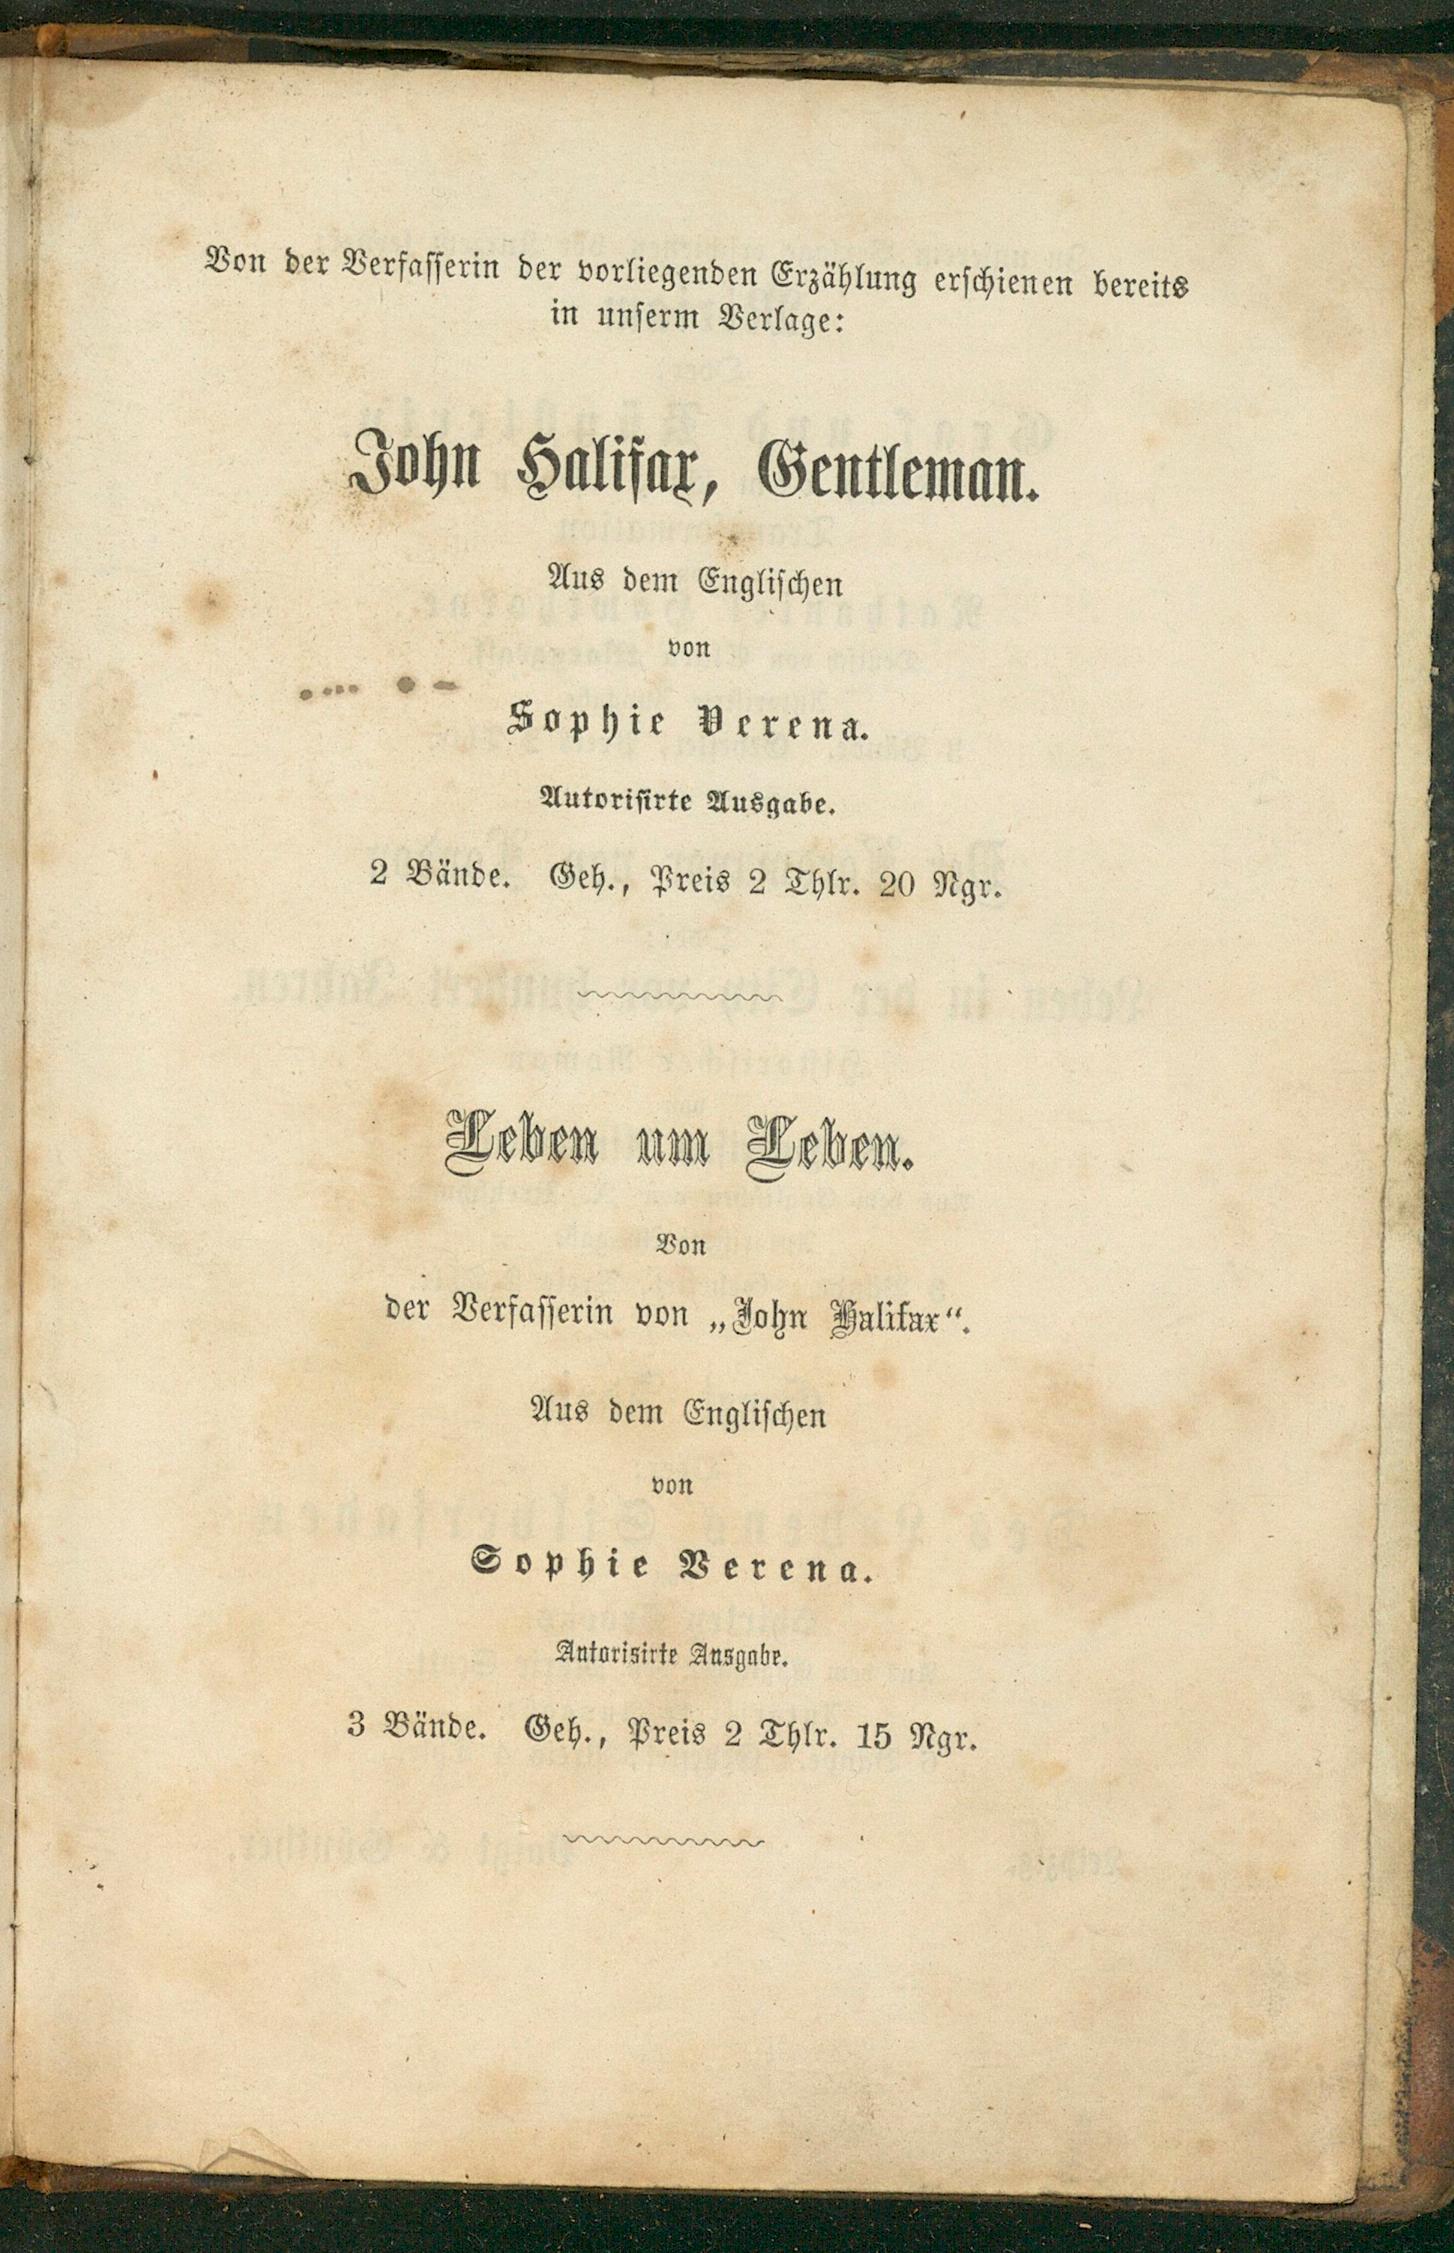 Von der Verfasserin der vorliegenden Erzählung erschienen bereits
in unserm Verlage:
John Halifax, Gentleman.
Aus dem Englischen
von
Sophie Verena.
Autorisirte Ausgabe.
2 Bände. Geh., Preis 2 Thlr. 20 Ngr.
Leben um Leben.
Von
der Verfasserin von „John Halifax“.
Aus dem Englischen
von
Sophie Verena.
Autorisirte Ausgabe.
3 Bände. Geh., Preis 2 Thlr. 15 Ngr.